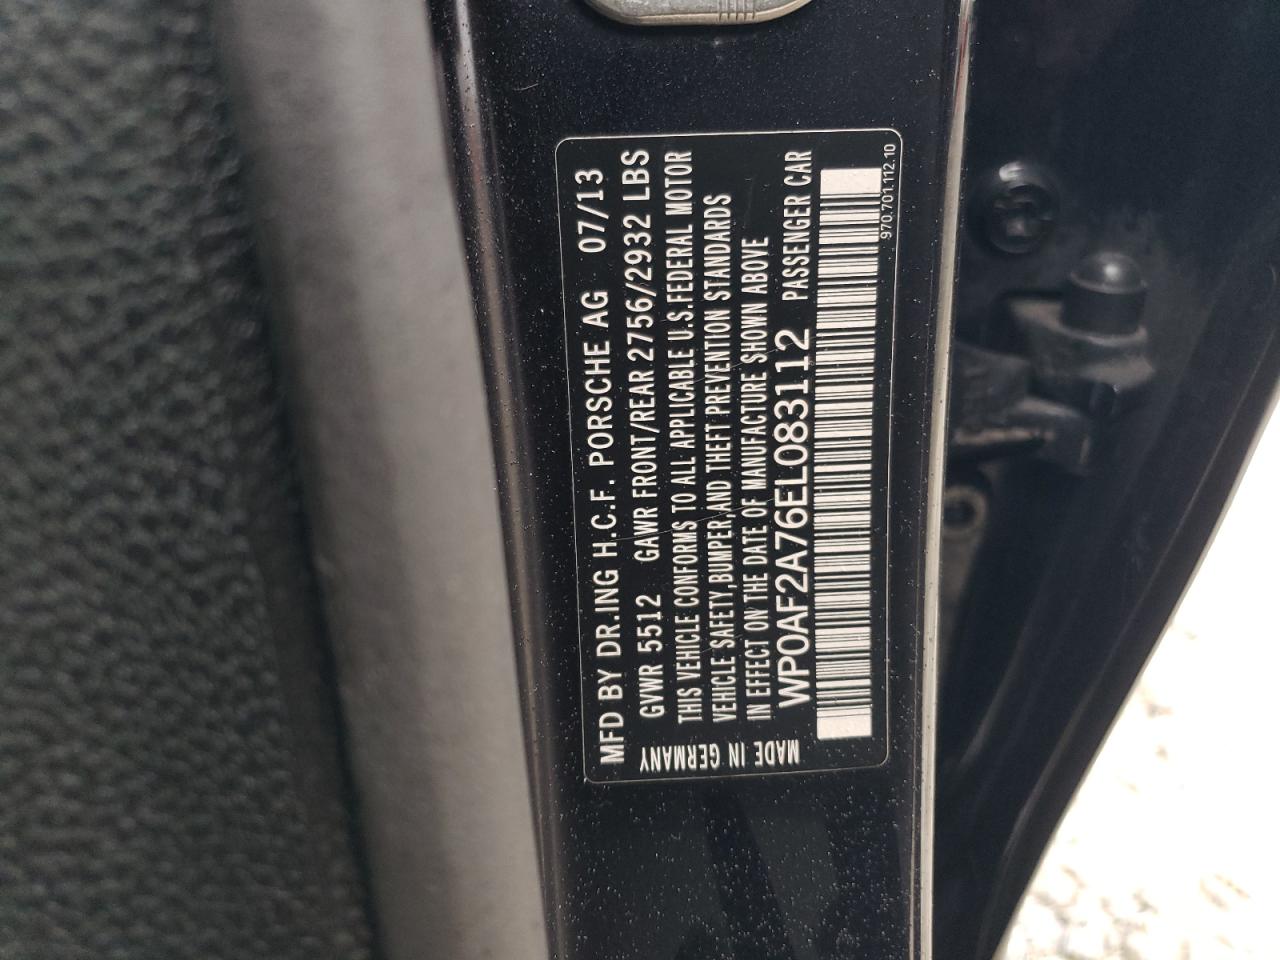 MFD BY DR.ING H.C.F. PORSCHE AG 07/13
GVWR 5512 GAWR FRONT/REAR 2756/2932 LBS
THIS VEHICLE CONFORMS TO ALL APPLICABLE U.S.FEDERAL MOTOR
VEHICLE SAFETY,BUMPER,AND THEFT PREVENTION STANDARDS
IN EFFECT ON THE DATE OF MANUFACTURE SHOWN ABOVE
WP0AF2A76EL083112 PASSENGER CAR
MADE IN GERMANY
970.701.112.10